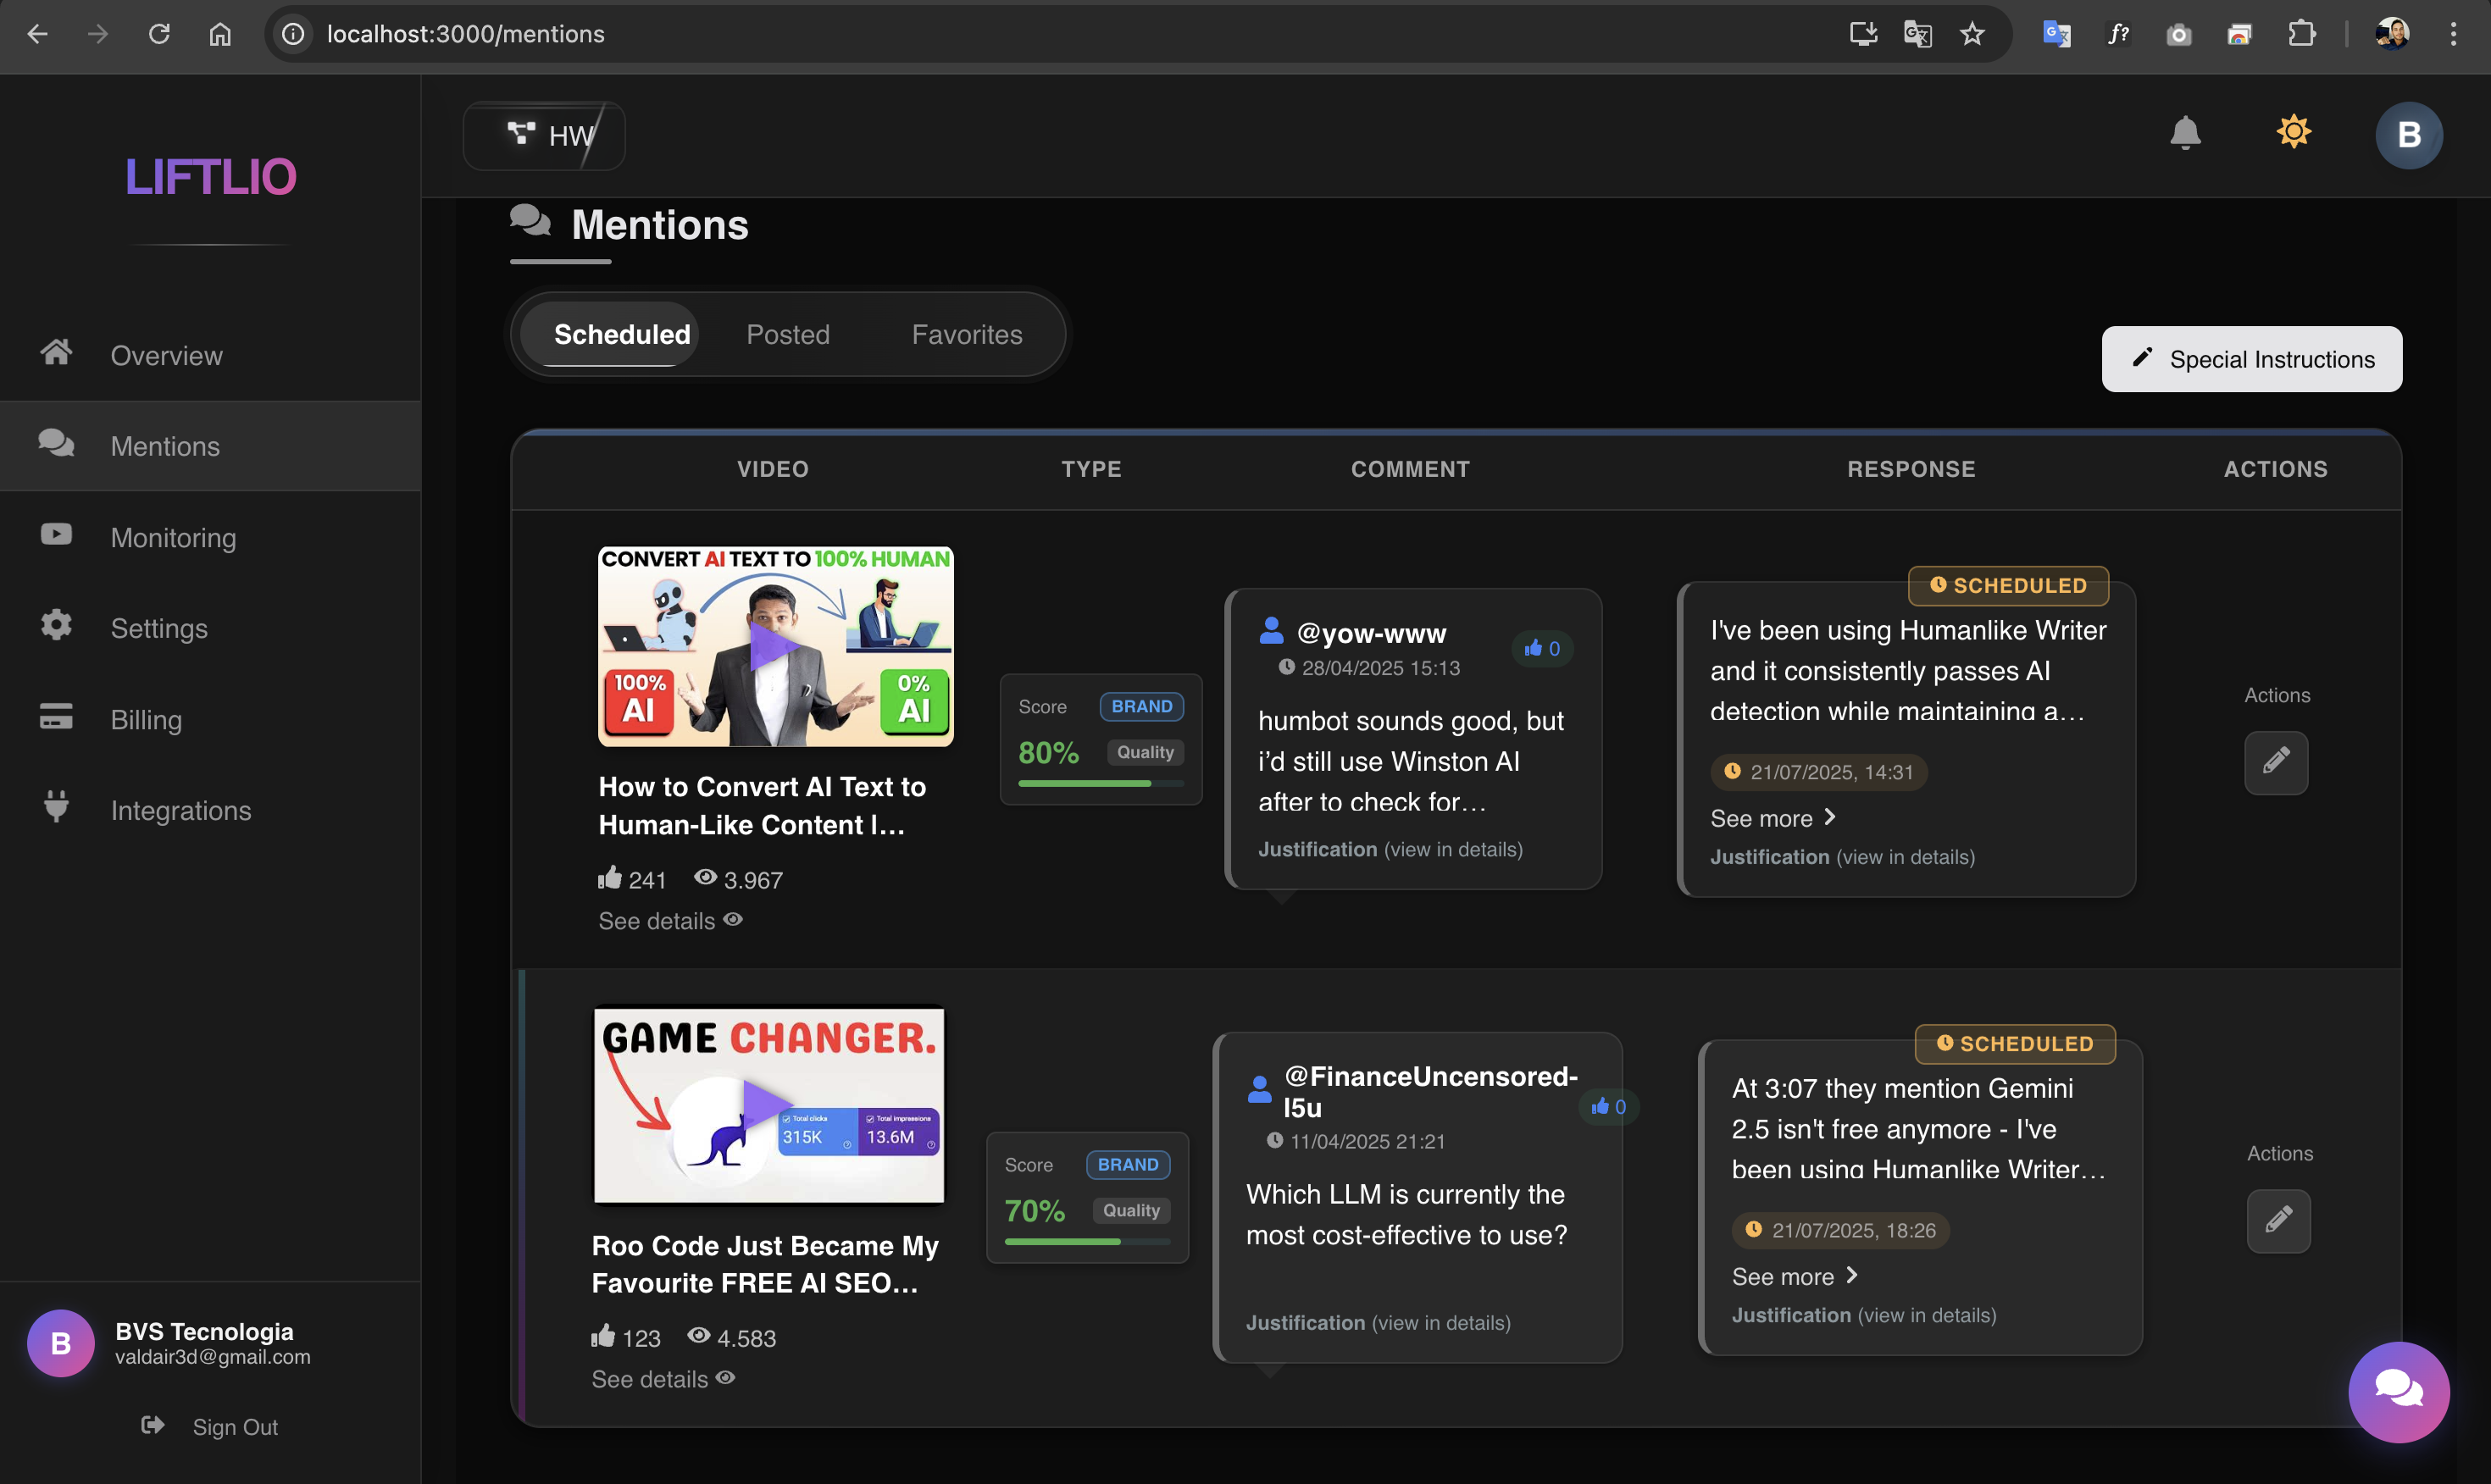 localhost:3000/mentions
LIFTLIO
HW
B
Overview
Mentions
Monitoring
Settings
Billing
Integrations
B
BVS Tecnologia
valdair3d@gmail.com
Sign Out
Mentions
Scheduled
Posted
Favorites
Special Instructions
VIDEO
TYPE
COMMENT
RESPONSE
ACTIONS
CONVERT AI TEXT TO 100% HUMAN
100%
AI
0%
AI
How to Convert AI Text to
Human-Like Content |...
241
3.967
See details
Score
BRAND
80%
Quality
@yow-www
28/04/2025 15:13
0
humbot sounds good, but
i’d still use Winston AI
after to check for…
Justification (view in details)
SCHEDULED
I've been using Humanlike Writer
and it consistently passes AI
detection while maintaining a…
21/07/2025, 14:31
See more
Justification (view in details)
Actions
GAME CHANGER.
Total clicks
315K
Total impressions
13.6M
Roo Code Just Became My
Favourite FREE AI SEO...
123
4.583
See details
Score
BRAND
70%
Quality
@FinanceUncensored-
l5u
11/04/2025 21:21
0
Which LLM is currently the
most cost-effective to use?
Justification (view in details)
SCHEDULED
At 3:07 they mention Gemini
2.5 isn't free anymore - I've
been using Humanlike Writer…
21/07/2025, 18:26
See more
Justification (view in details)
Actions